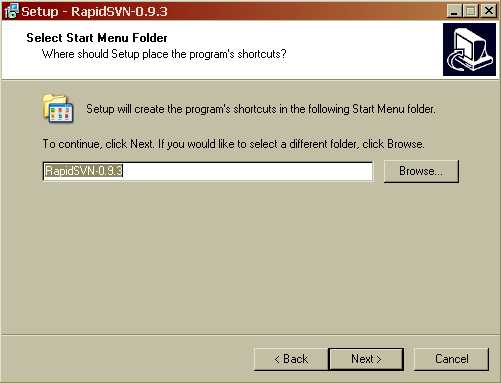 Setup - RapidSVN-0.9.3
Select Start Menu Folder
Where should Setup place the program's shortcuts?
Setup will create the program's shortcuts in the following Start Menu folder.
To continue, click Next. If you would like to select a different folder, click Browse.
RapidSVN-0.9.3
Browse...
< Back
Next >
Cancel